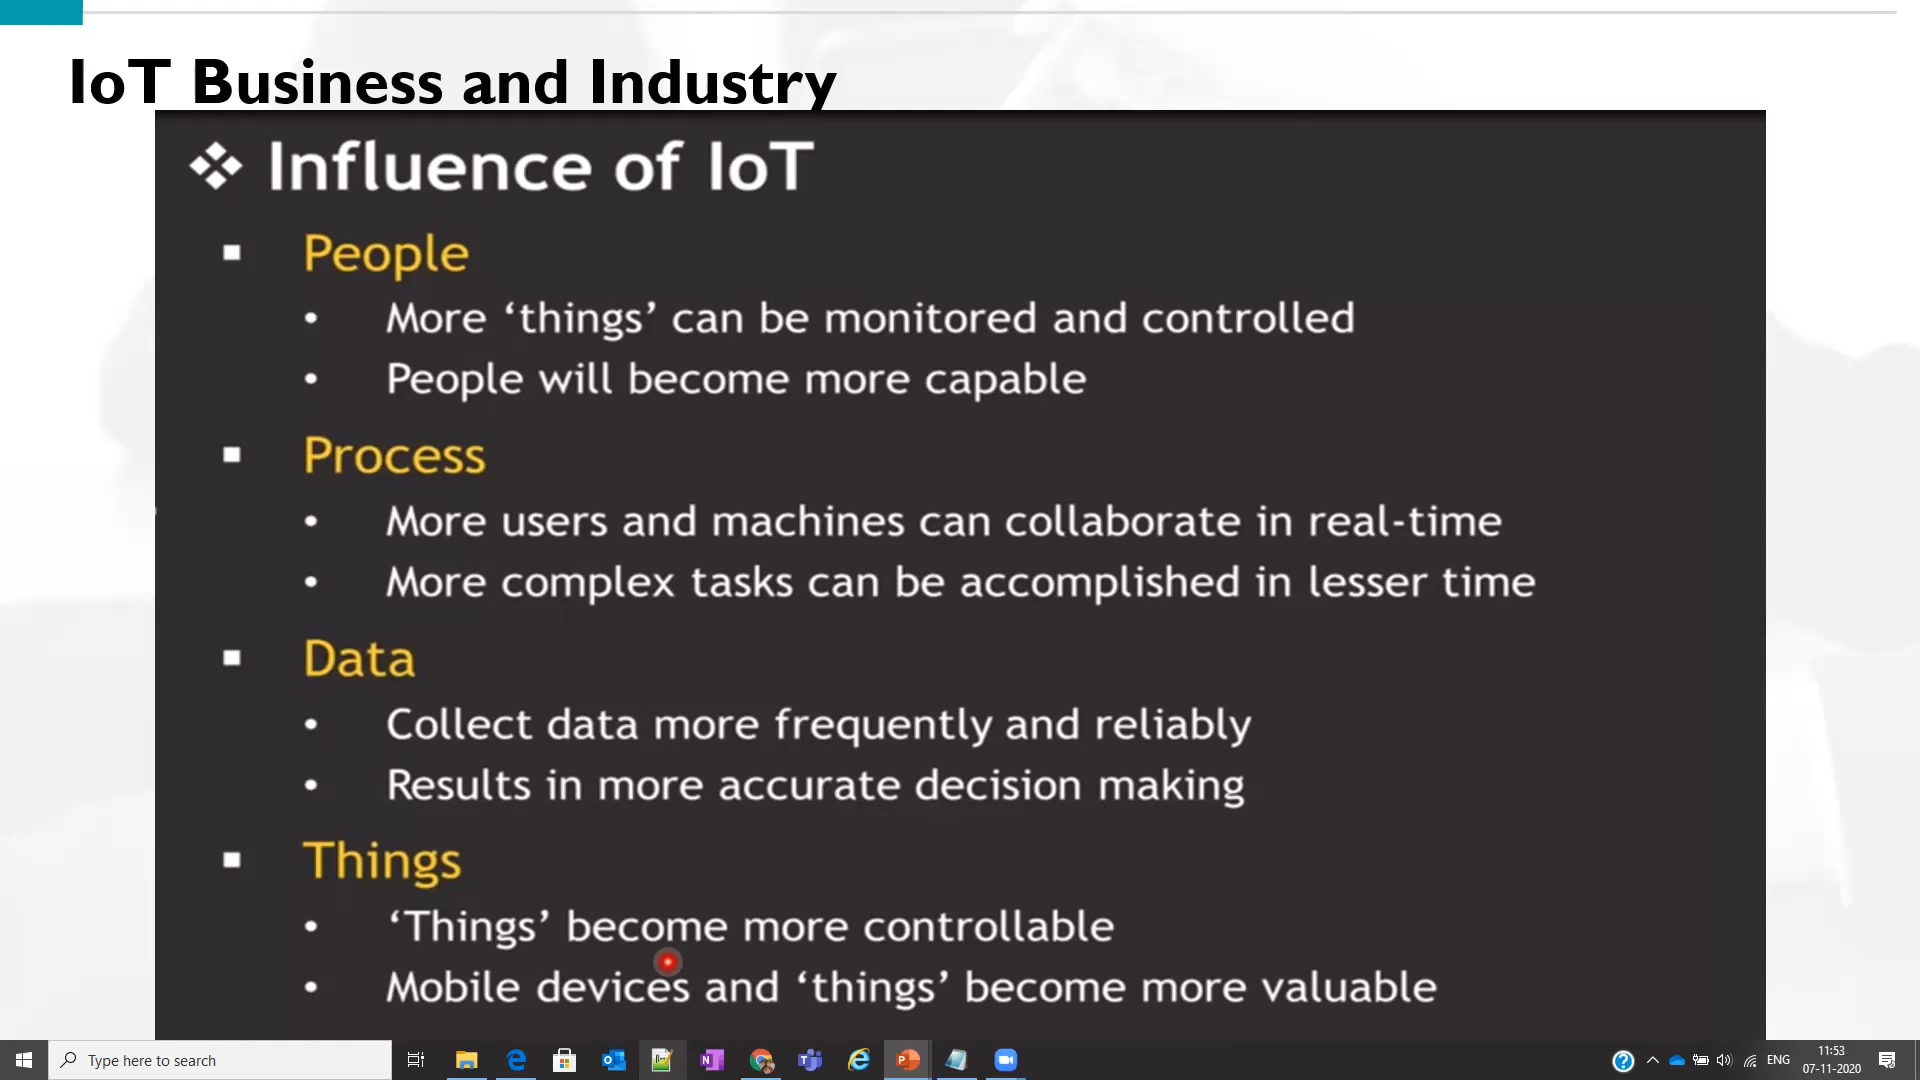 IoT Business and Industry
❖ Influence of IoT
▪ People
• More ‘things’ can be monitored and controlled
• People will become more capable
▪ Process
• More users and machines can collaborate in real-time
• More complex tasks can be accomplished in lesser time
▪ Data
• Collect data more frequently and reliably
• Results in more accurate decision making
▪ Things
• ‘Things’ become more controllable
• Mobile devices and ‘things’ become more valuable
Type here to search
ENG
11:53
07-11-2020